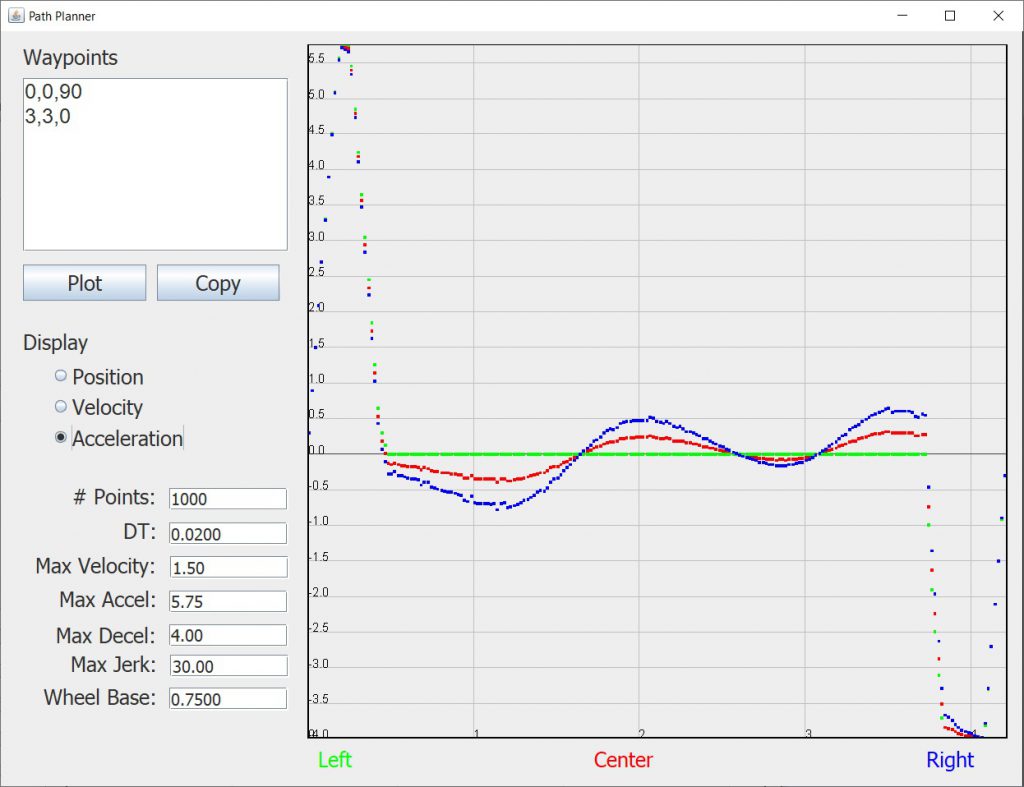 Path Planner
Waypoints
0,0,90
3,3,0
Plot
Copy
Display
Position
Velocity
Acceleration
# Points: 1000
DT: 0.0200
Max Velocity: 1.50
Max Accel: 5.75
Max Decel: 4.00
Max Jerk: 30.00
Wheel Base: 0.7500
5.5
5.0
4.5
4.0
3.5
3.0
2.5
2.0
1.5
1.0
0.5
0.0
-0.5
-1.0
-1.5
-2.0
-2.5
-3.0
-3.5
1 2 3 4
Left Center Right